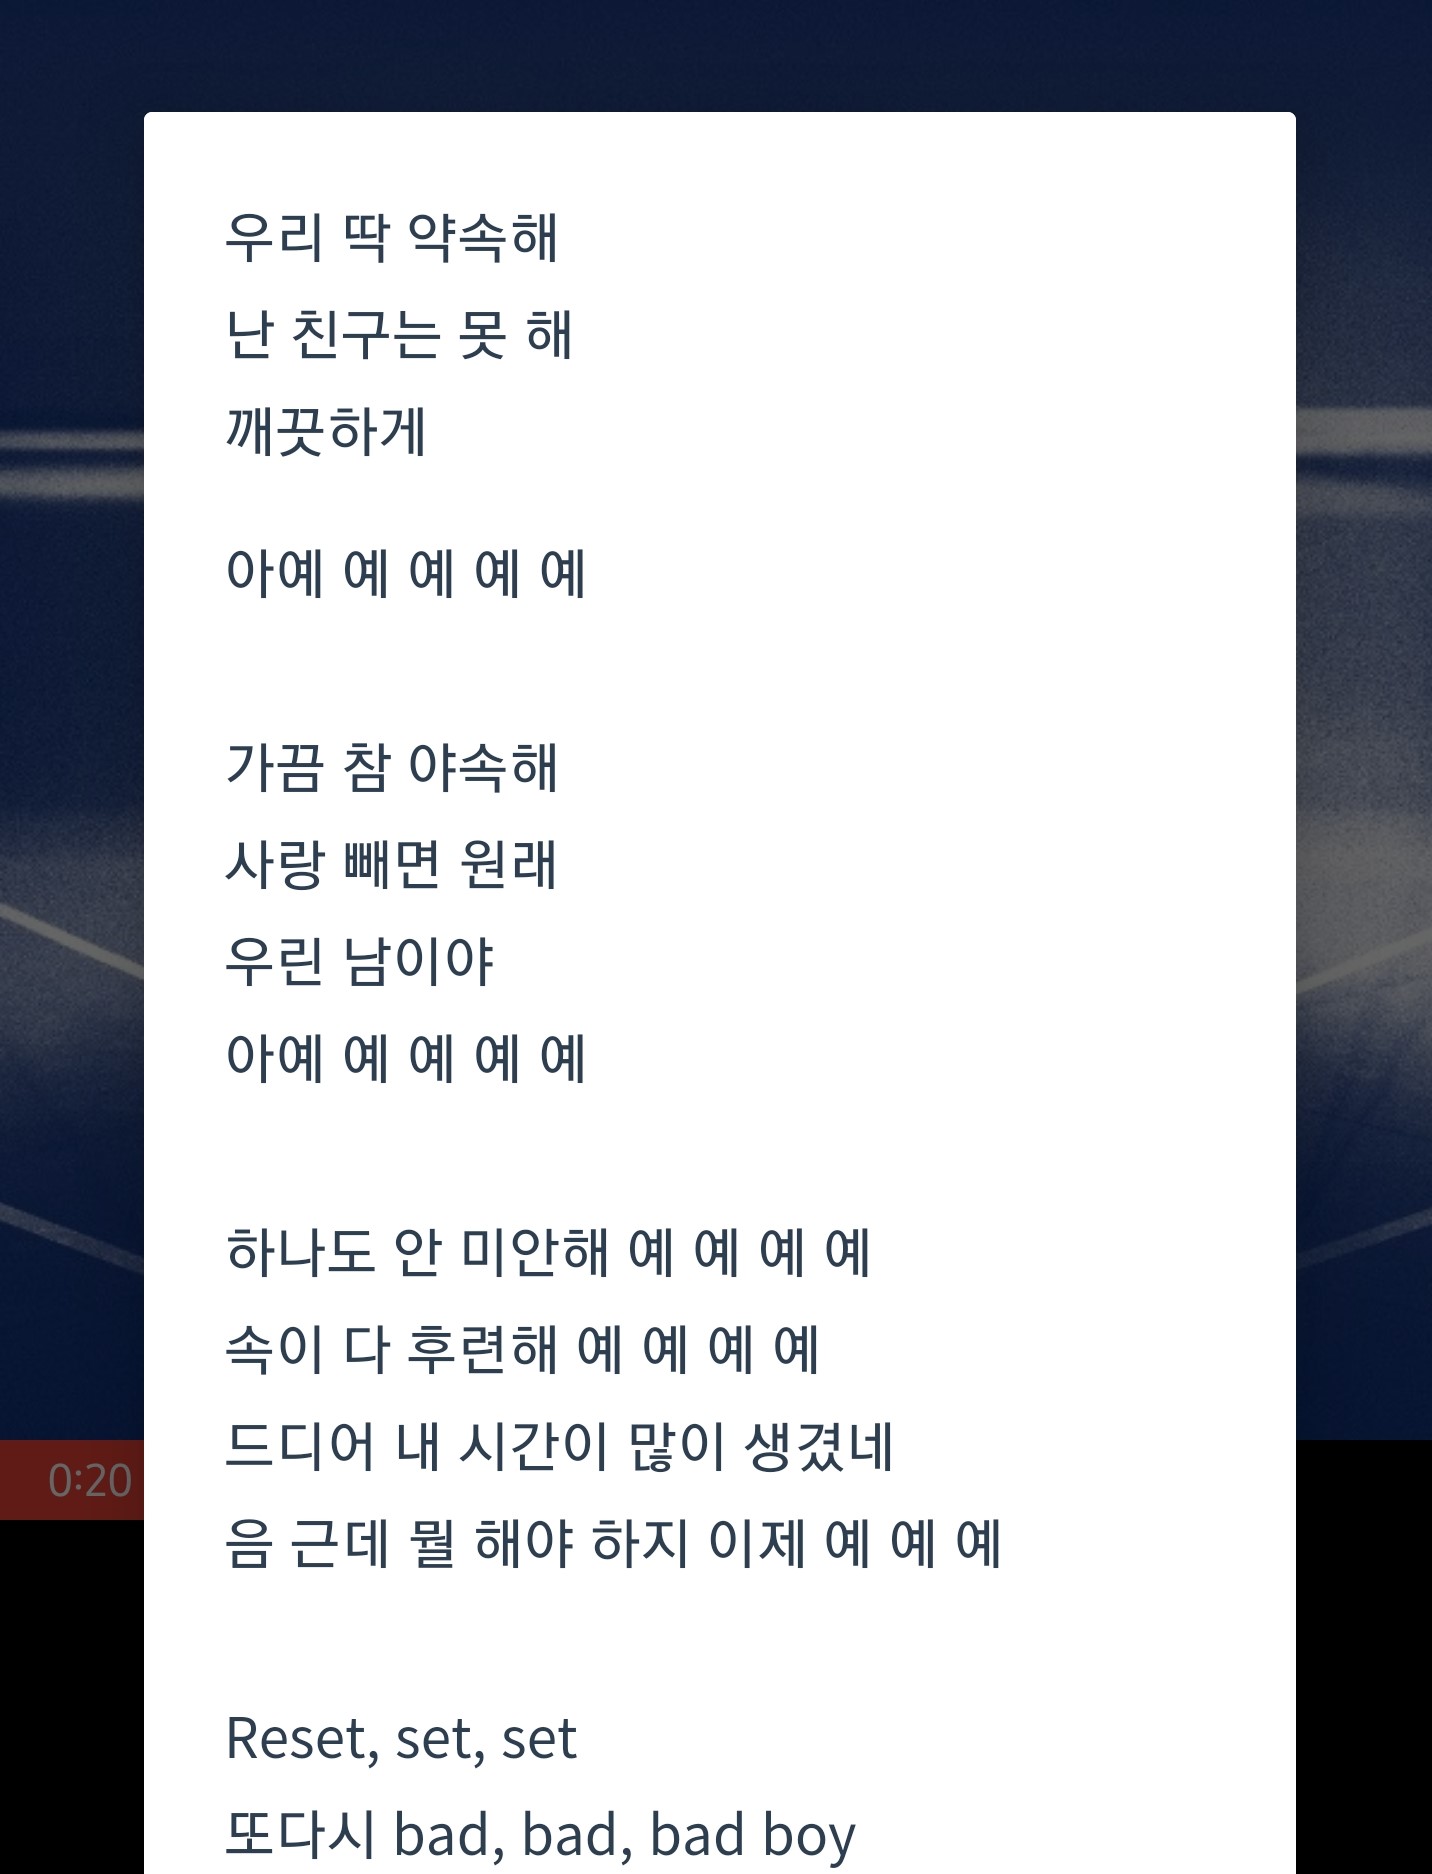 우리 딱 약속해
난 친구는 못 해
깨끗하게
아예 예 예 예 예
가끔 참 야속해
사랑 빼면 원래
우린 남이야
아예 예 예 예 예
하나도 안 미안해 예 예 예 예
속이 다 후련해 예 예 예 예
드디어 내 시간이 많이 생겼네
0:20
음 근데 뭘 해야 하지 이제 예 예 예
Reset, set, set
또다시 bad, bad, bad boy